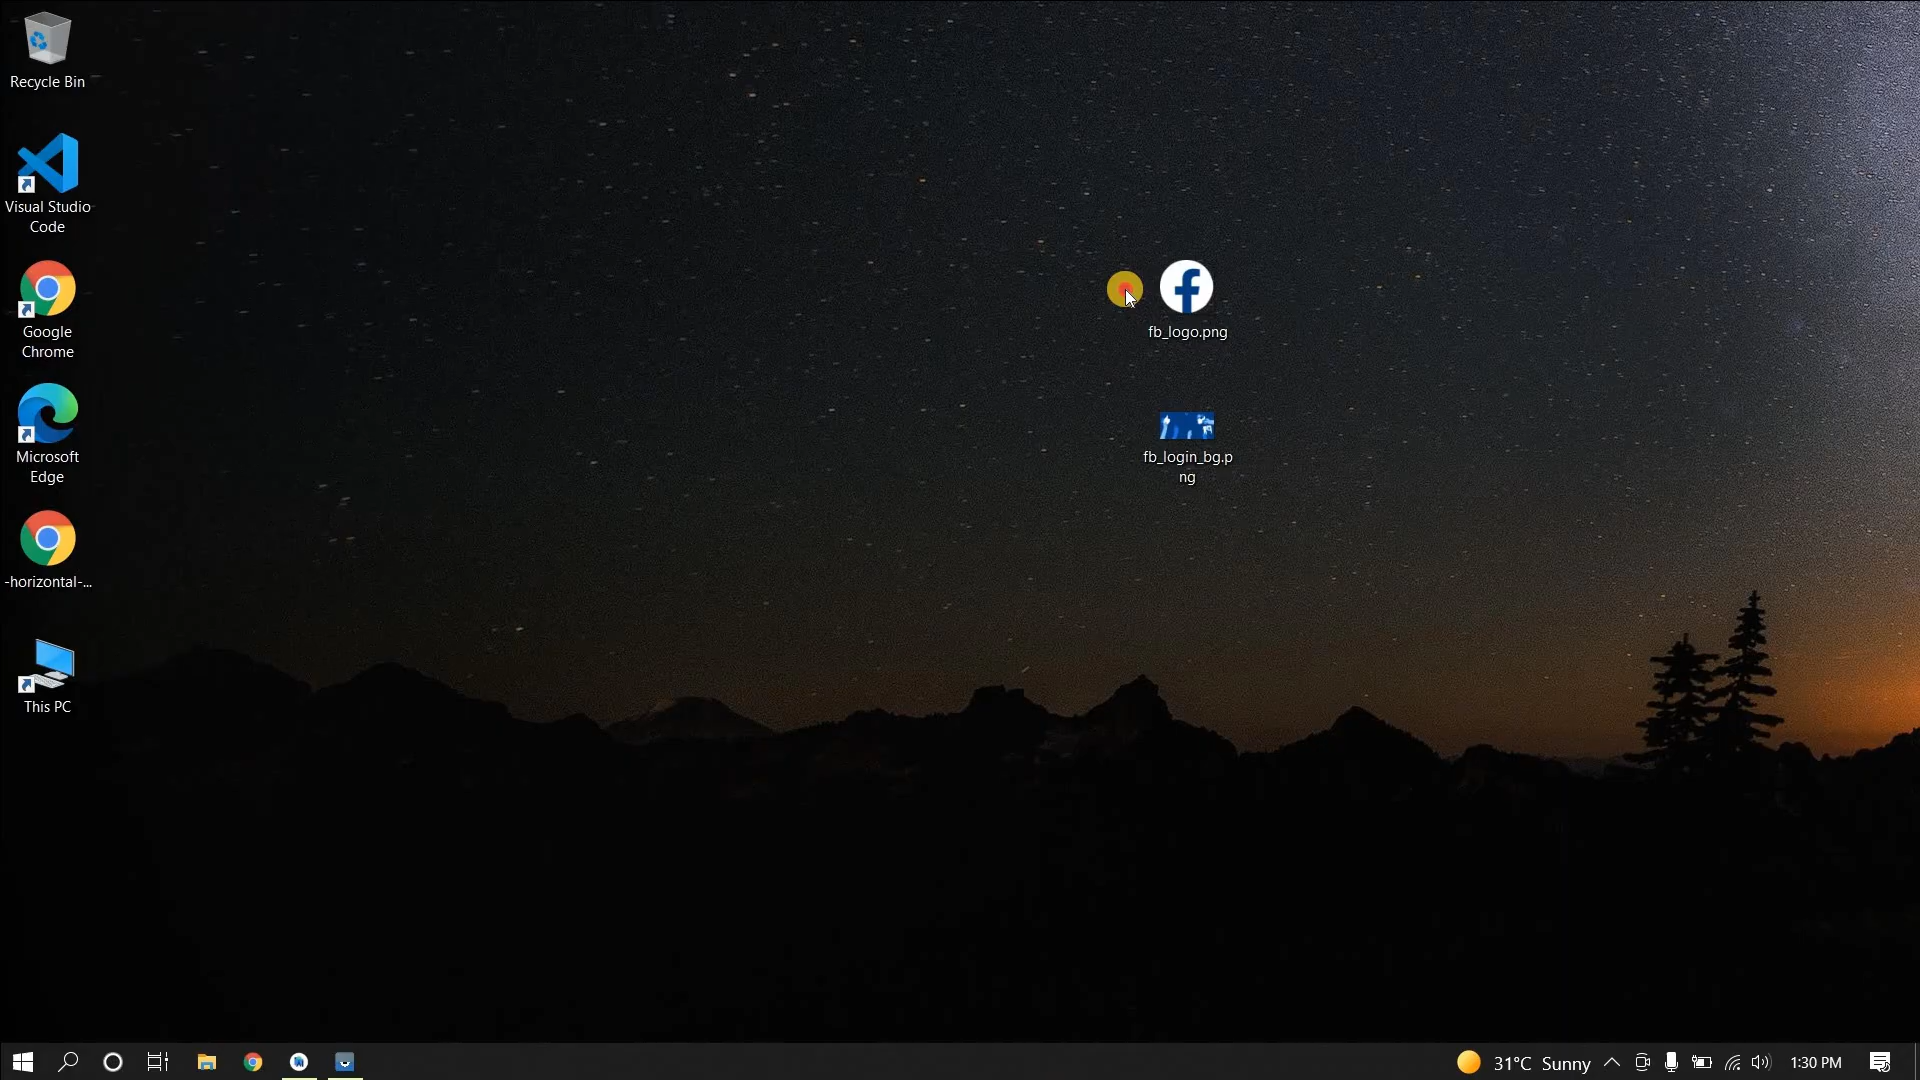 Recycle Bin
Visual Studio
Code
Google
Chrome
Microsoft
Edge
-horizontal-...
This PC
fb_logo.png
fb_login_bg.p
ng
31°C Sunny
1:30 PM